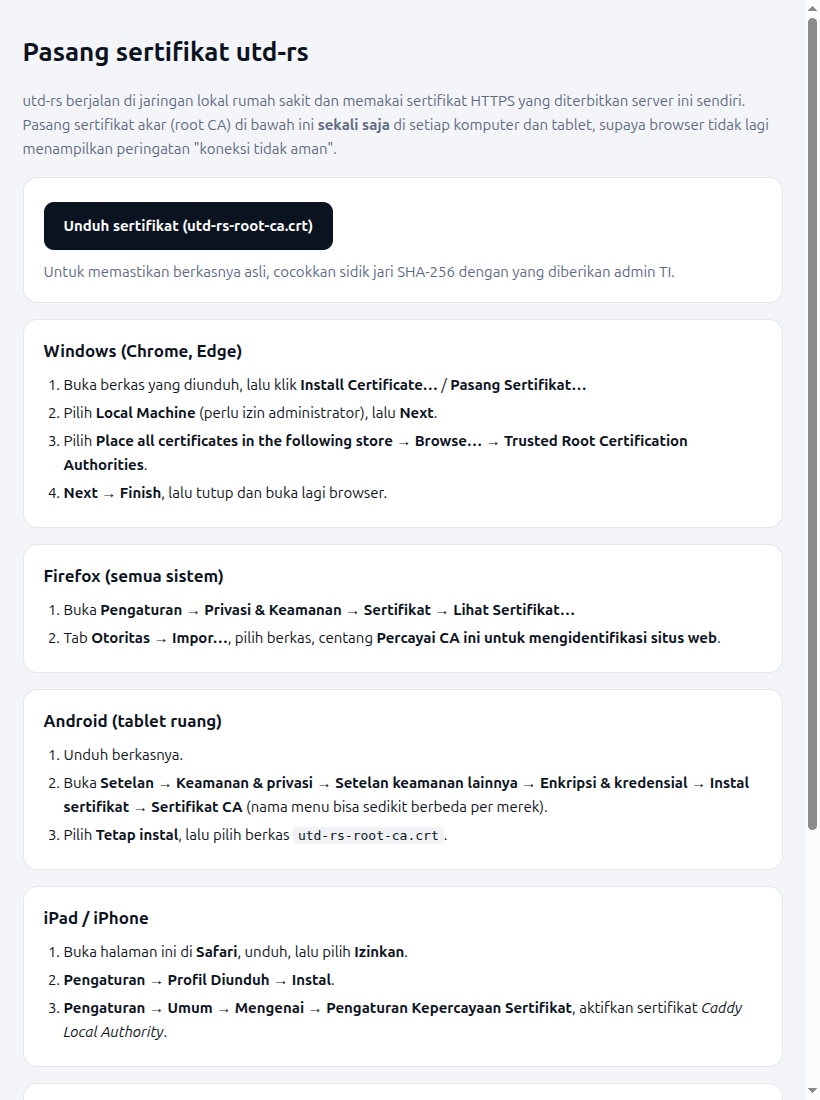 Pasang sertifikat utd-rs
utd-rs berjalan di jaringan lokal rumah sakit dan memakai sertifikat HTTPS yang diterbitkan server ini sendiri.
Pasang sertifikat akar (root CA) di bawah ini sekali saja di setiap komputer dan tablet, supaya browser tidak lagi
menampilkan peringatan "koneksi tidak aman".
Unduh sertifikat (utd-rs-root-ca.crt)
Untuk memastikan berkasnya asli, cocokkan sidik jari SHA-256 dengan yang diberikan admin TI.
Windows (Chrome, Edge)
1. Buka berkas yang diunduh, lalu klik Install Certificate… / Pasang Sertifikat…
2. Pilih Local Machine (perlu izin administrator), lalu Next.
3. Pilih Place all certificates in the following store → Browse… → Trusted Root Certification
Authorities.
4. Next → Finish, lalu tutup dan buka lagi browser.
Firefox (semua sistem)
1. Buka Pengaturan → Privasi & Keamanan → Sertifikat → Lihat Sertifikat…
2. Tab Otoritas → Impor…, pilih berkas, centang Percayai CA ini untuk mengidentifikasi situs web.
Android (tablet ruang)
1. Unduh berkasnya.
2. Buka Setelan → Keamanan & privasi → Setelan keamanan lainnya → Enkripsi & kredensial → Instal
sertifikat → Sertifikat CA (nama menu bisa sedikit berbeda per merek).
3. Pilih Tetap instal, lalu pilih berkas utd-rs-root-ca.crt.
iPad / iPhone
1. Buka halaman ini di Safari, unduh, lalu pilih Izinkan.
2. Pengaturan → Profil Diunduh → Instal.
3. Pengaturan → Umum → Mengenai → Pengaturan Kepercayaan Sertifikat, aktifkan sertifikat Caddy
Local Authority.